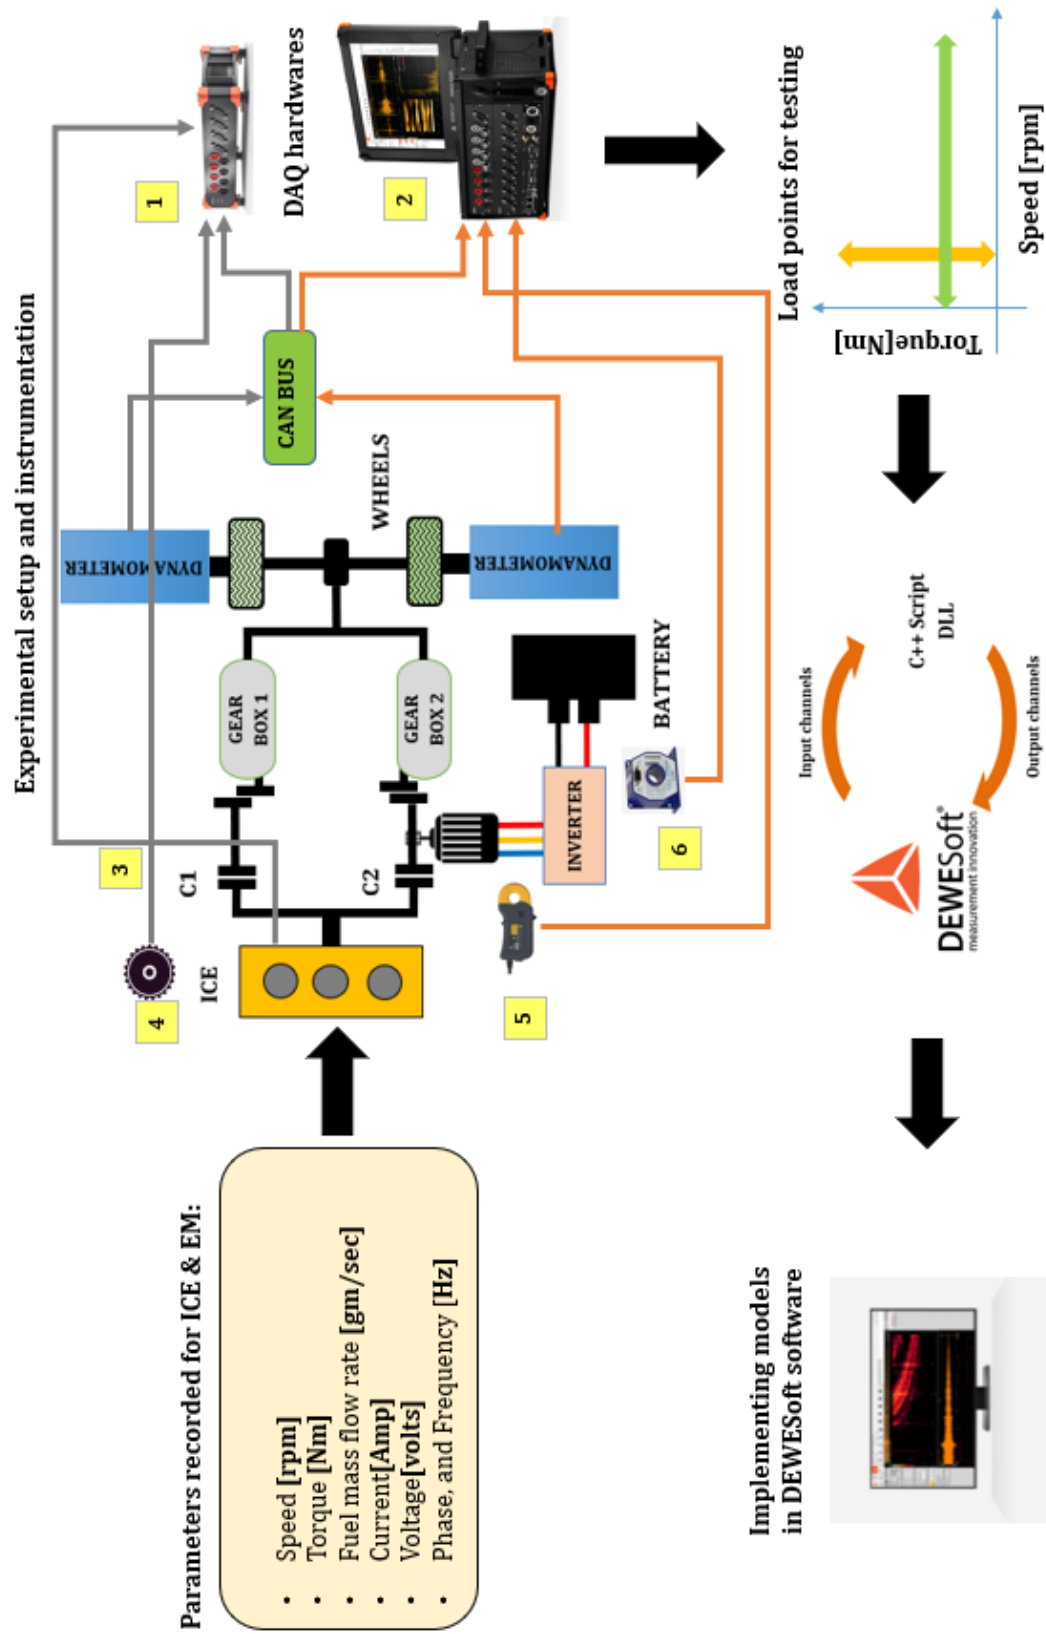 Experimental setup and instrumentation
Parameters recorded for ICE & EM:
• Speed [rpm]
• Torque [Nm]
• Fuel mass flow rate [gm/sec]
• Current[Amp]
• Voltage[volts]
• Phase, and Frequency [Hz]
4
3
1
ICE
C1
C2
GEAR
BOX 1
GEAR
BOX 2
DYNAMOMETER
DYNAMOMETER
WHEELS
CAN BUS
DAQ hardwares
2
5
6
INVERTER
BATTERY
Load points for testing
Torque[Nm]
Speed [rpm]
Input channels
C++ Script
DLL
Output channels
DEWESoft®
measurement innovation
Implementing models
in DEWESoft software